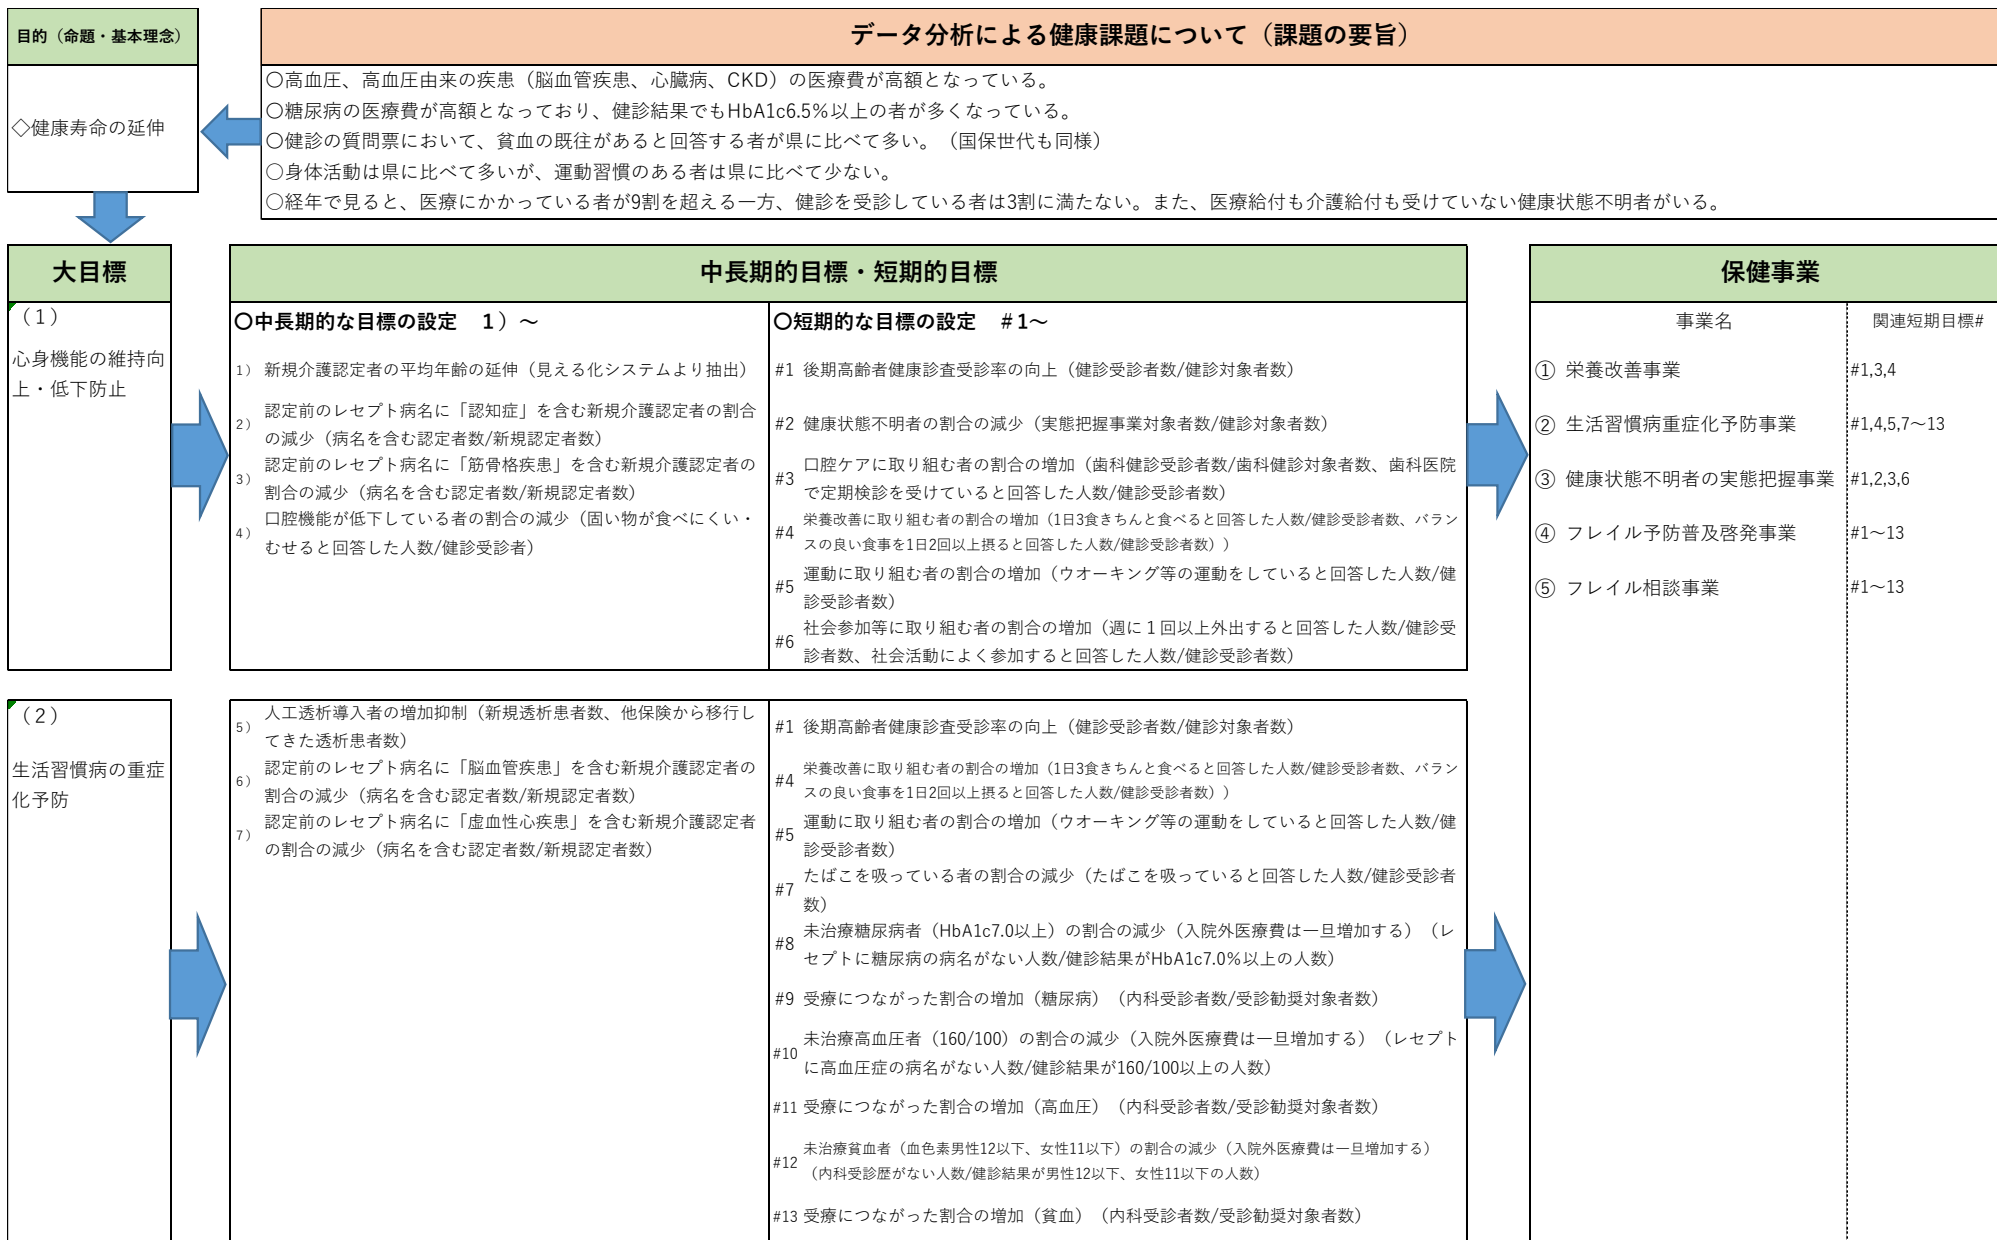 目的（命題・基本理念）
◇健康寿命の延伸
データ分析による健康課題について（課題の要旨）
〇高血圧、高血圧由来の疾患（脳血管疾患、心臓病、CKD）の医療費が高額となっている。
〇糖尿病の医療費が高額となっており、健診結果でもHbA1c6.5％以上の者が多くなっている。
〇健診の質問票において、貧血の既往があると回答する者が県に比べて多い。（国保世代も同様）
〇身体活動は県に比べて多いが、運動習慣のある者は県に比べて少ない。
〇経年で見ると、医療にかかっている者が9割を超える一方、健診を受診している者は3割に満たない。また、医療給付も介護給付も受けていない健康状態不明者がいる。
大目標
（1）
心身機能の維持向
上・低下防止
中長期的目標・短期的目標
〇中長期的な目標の設定　1）～
1） 新規介護認定者の平均年齢の延伸（見える化システムより抽出）
2） 認定前のレセプト病名に「認知症」を含む新規介護認定者の割合
の減少（病名を含む認定者数/新規認定者数）
3） 認定前のレセプト病名に「筋骨格疾患」を含む新規介護認定者の
割合の減少（病名を含む認定者数/新規認定者数）
4） 口腔機能が低下している者の割合の減少（固い物が食べにくい・
むせると回答した人数/健診受診者）
〇短期的な目標の設定　＃1～
#1 後期高齢者健康診査受診率の向上（健診受診者数/健診対象者数）
#2 健康状態不明者の割合の減少（実態把握事業対象者数/健診対象者数）
#3 口腔ケアに取り組む者の割合の増加（歯科健診受診者数/歯科健診対象者数、歯科医院
で定期検診を受けていると回答した人数/健診受診者数）
#4 栄養改善に取り組む者の割合の増加（1日3食きちんと食べると回答した人数/健診受診者数、バラン
スの良い食事を1日2回以上摂ると回答した人数/健診受診者数））
#5 運動に取り組む者の割合の増加（ウオーキング等の運動をしていると回答した人数/健
診受診者数）
#6 社会参加等に取り組む者の割合の増加（週に１回以上外出すると回答した人数/健診受
診者数、社会活動によく参加すると回答した人数/健診受診者数）
保健事業
事業名　関連短期目標#
① 栄養改善事業 #1,3,4
② 生活習慣病重症化予防事業 #1,4,5,7～13
③ 健康状態不明者の実態把握事業 #1,2,3,6
④ フレイル予防普及啓発事業 #1～13
⑤ フレイル相談事業 #1～13
（2）
生活習慣病の重症
化予防
5） 人工透析導入者の増加抑制（新規透析患者数、他保険から移行し
てきた透析患者数）
6） 認定前のレセプト病名に「脳血管疾患」を含む新規介護認定者の
割合の減少（病名を含む認定者数/新規認定者数）
7） 認定前のレセプト病名に「虚血性心疾患」を含む新規介護認定者
の割合の減少（病名を含む認定者数/新規認定者数）
#1 後期高齢者健康診査受診率の向上（健診受診者数/健診対象者数）
#4 栄養改善に取り組む者の割合の増加（1日3食きちんと食べると回答した人数/健診受診者数、バラン
スの良い食事を1日2回以上摂ると回答した人数/健診受診者数））
#5 運動に取り組む者の割合の増加（ウオーキング等の運動をしていると回答した人数/健
診受診者数）
#7 たばこを吸っている者の割合の減少（たばこを吸っていると回答した人数/健診受診者
数）
#8 未治療糖尿病者（HbA1c7.0以上）の割合の減少（入院外医療費は一旦増加する）（レ
セプトに糖尿病の病名がない人数/健診結果がHbA1c7.0％以上の人数）
#9 受療につながった割合の増加（糖尿病）（内科受診者数/受診勧奨対象者数）
#10 未治療高血圧者（160/100）の割合の減少（入院外医療費は一旦増加する）（レセプト
に高血圧症の病名がない人数/健診結果が160/100以上の人数）
#11 受療につながった割合の増加（高血圧）（内科受診者数/受診勧奨対象者数）
#12 未治療貧血者（血色素男性12以下、女性11以下）の割合の減少（入院外医療費は一旦増加する）
（内科受診歴がない人数/健診結果が男性12以下、女性11以下の人数）
#13 受療につながった割合の増加（貧血）（内科受診者数/受診勧奨対象者数）